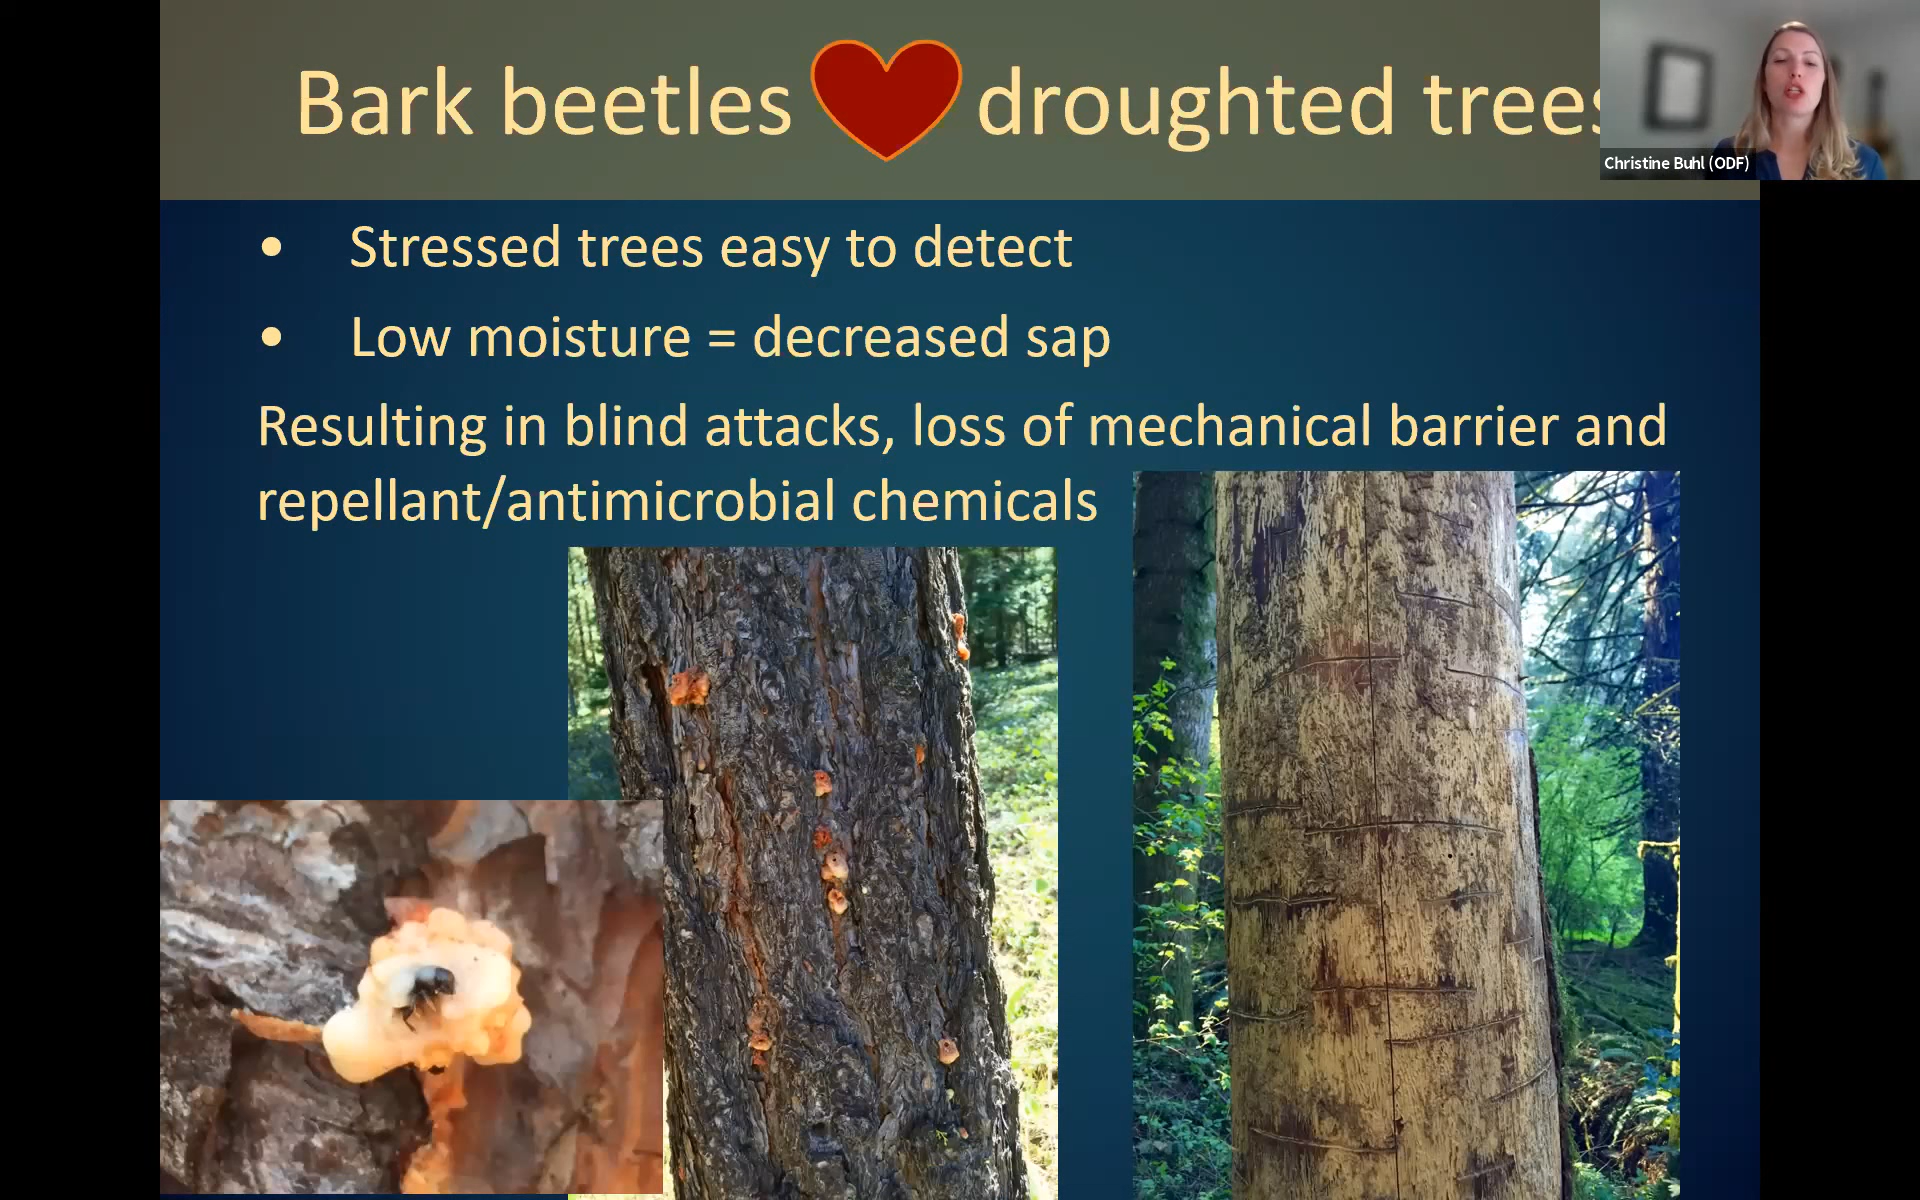 Bark beetles droughted trees
Christine Buhl (ODF)
• Stressed trees easy to detect
• Low moisture = decreased sap
Resulting in blind attacks, loss of mechanical barrier and
repellant/antimicrobial chemicals